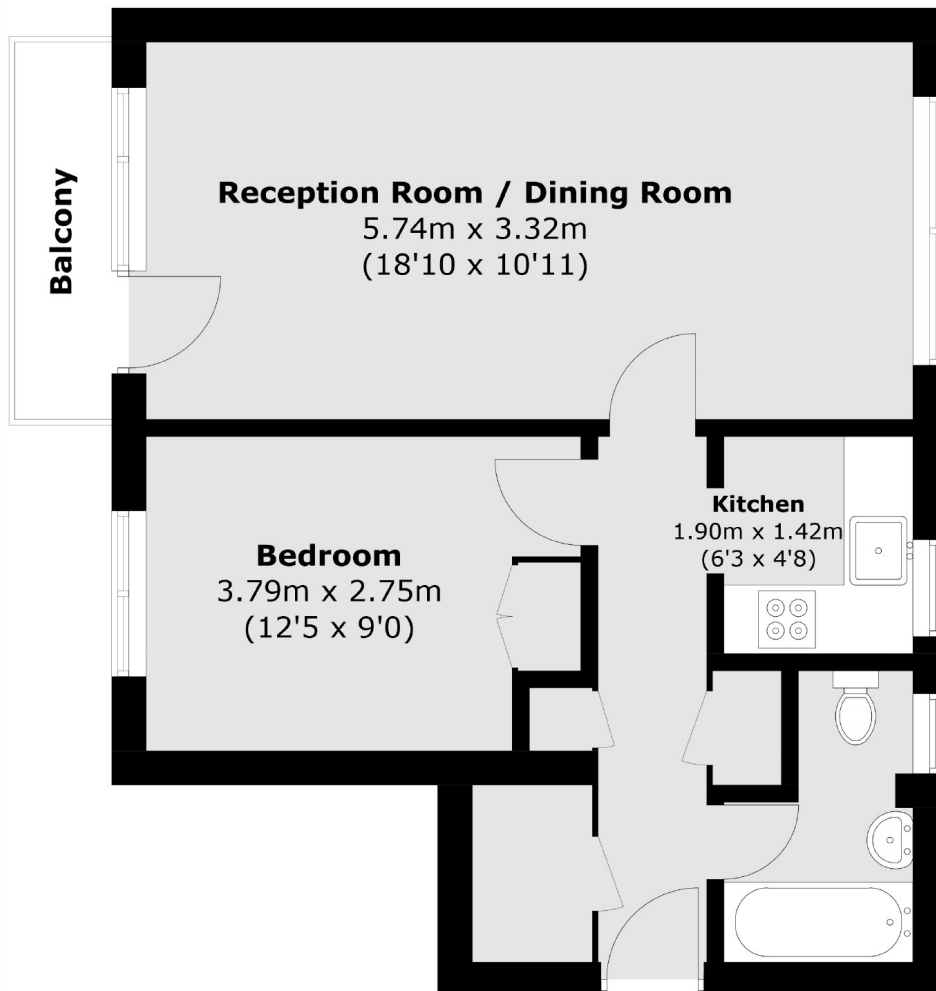 Balcony
Reception Room / Dining Room
5.74m x 3.32m
(18'10 x 10'11)
Bedroom
3.79m x 2.75m
(12'5 x 9'0)
Kitchen
1.90m x 1.42m
(6'3 x 4'8)